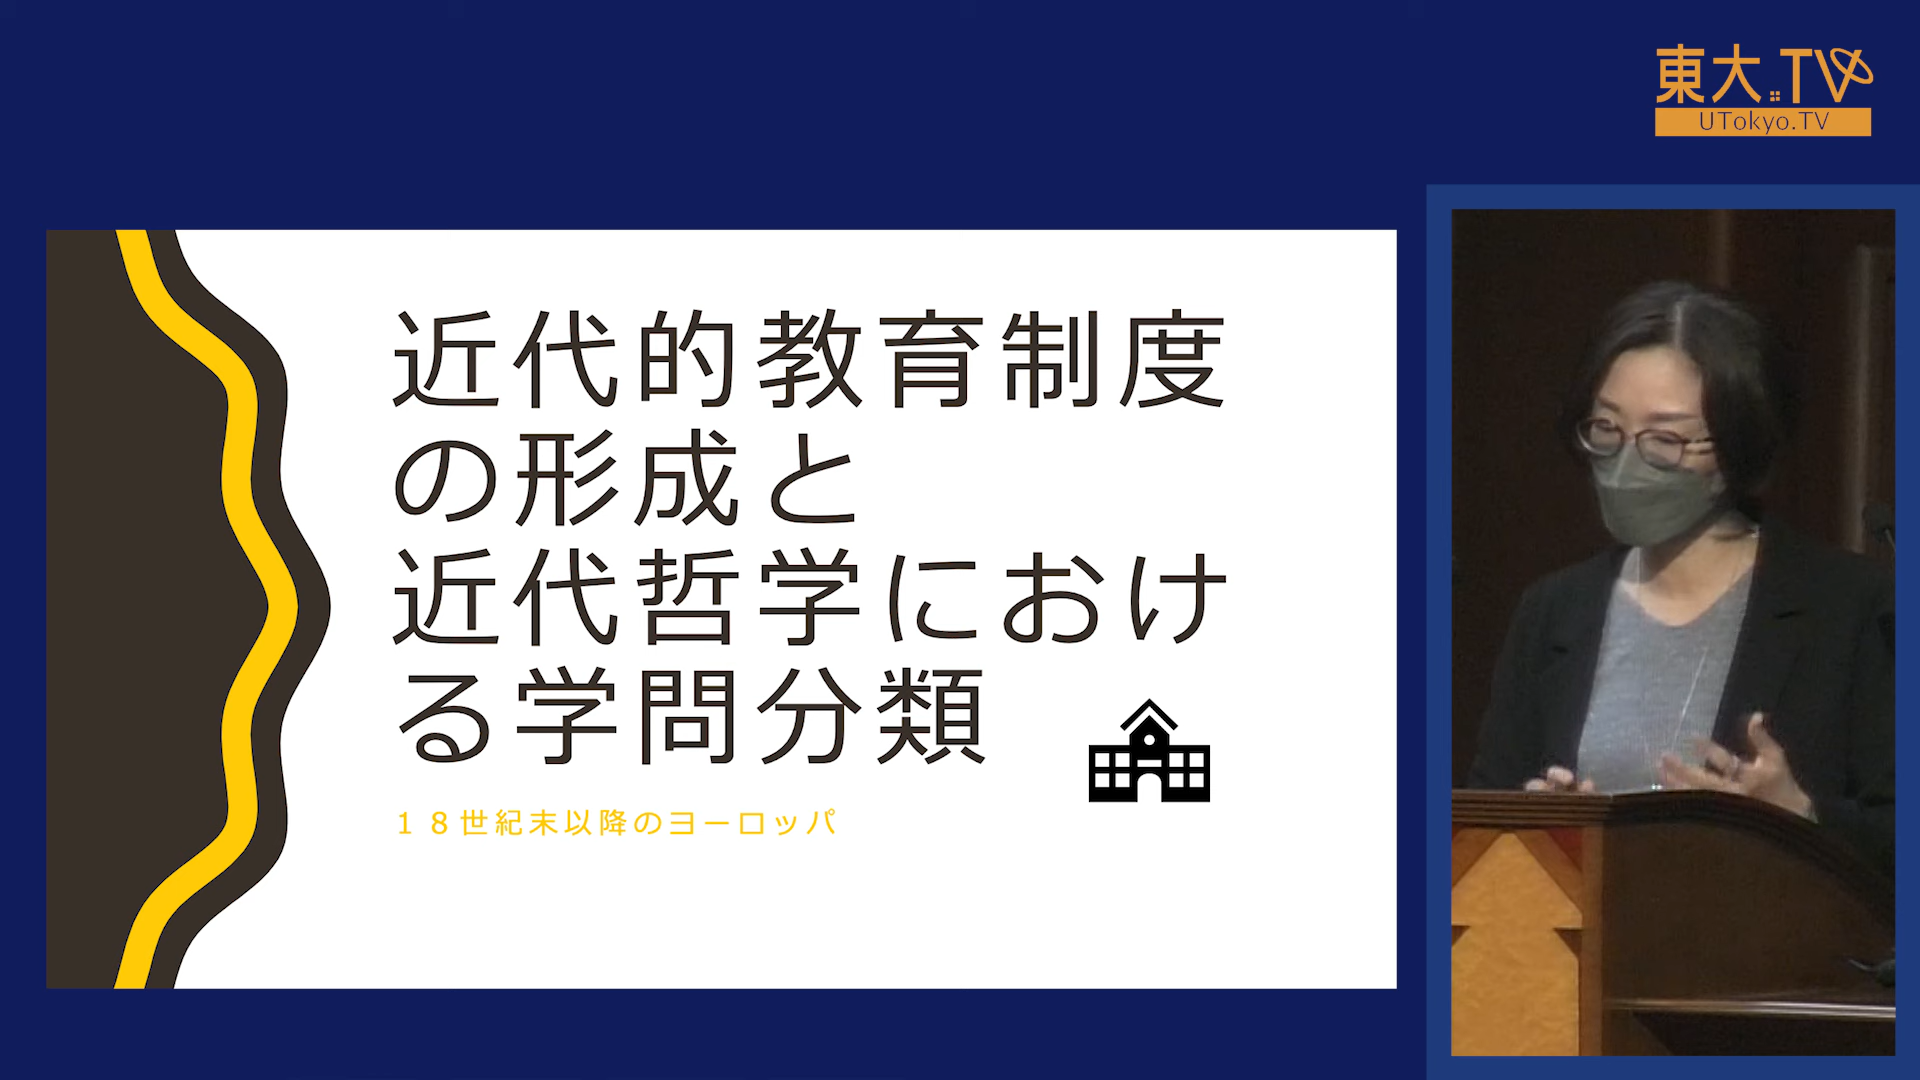 東大TV
UTokyo.TV
近代的教育制度
の形成と
近代哲学におけ
る学問分類
18世紀末以降のヨーロッパ